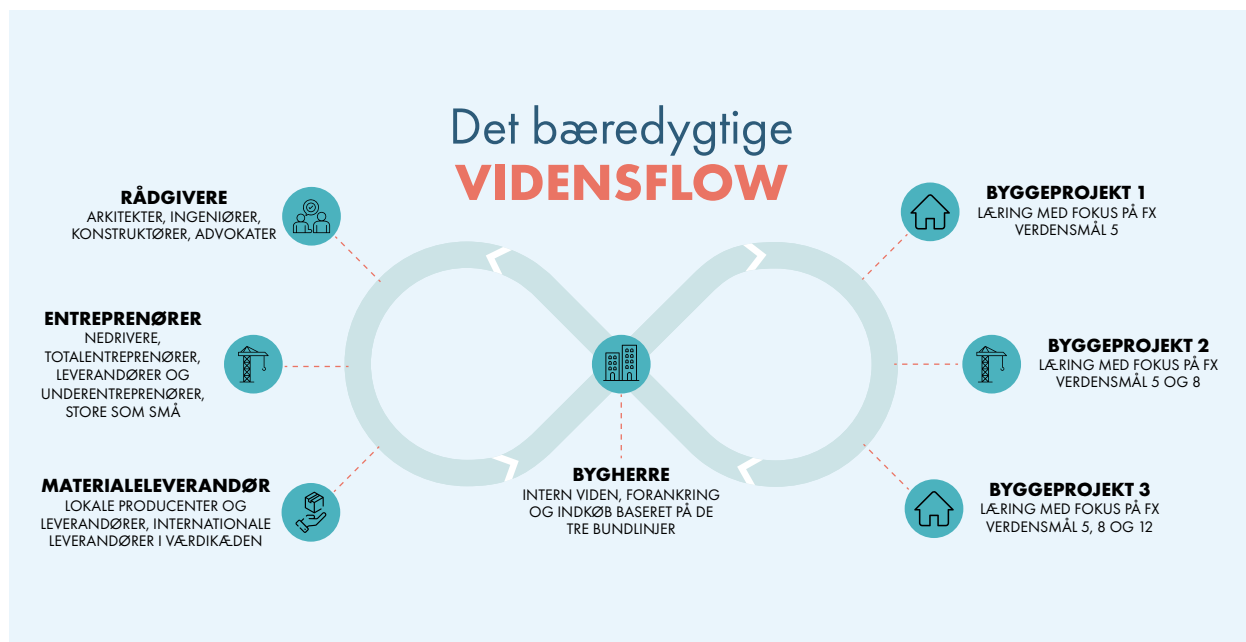 Det bæredygtige
VIDENSFLOW
RÅDGIVERE
ARKITEKTER, INGENIØRER,
KONSTRUKTØRER, ADVOKATER
ENTREPRENØRER
NEDRIVERE,
TOTALENTREPRENØRER,
LEVERANDØRER OG
UNDERENTREPRENØRER,
STORE SOM SMÅ
MATERIALELEVERANDØR
LOKALE PRODUCENTER OG
LEVERANDØRER, INTERNATIONALE
LEVERANDØRER I VÆRDIKÆDEN
BYGHERRE
INTERN VIDEN, FORANKRING
OG INDKØB BASERET PÅ DE
TRE BUNDLINJER
BYGGEPROJEKT 1
LÆRING MED FOKUS PÅ FX
VERDENSMÅL 5
BYGGEPROJEKT 2
LÆRING MED FOKUS PÅ FX
VERDENSMÅL 5 OG 8
BYGGEPROJEKT 3
LÆRING MED FOKUS PÅ FX
VERDENSMÅL 5, 8 OG 12